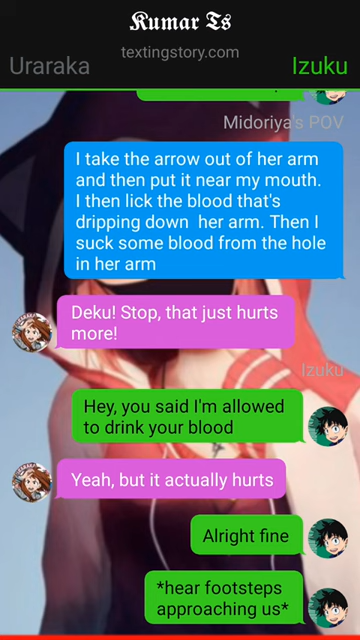 Kumar Ts
textingstory.com
Uraraka
Izuku
Midoriya's POV
I take the arrow out of her arm
and then put it near my mouth.
I then lick the blood that's
dripping down her arm. Then I
suck some blood from the hole
in her arm
Deku! Stop, that just hurts
more!
Izuku
Hey, you said I'm allowed
to drink your blood
Yeah, but it actually hurts
Alright fine
*hear footsteps
approaching us*